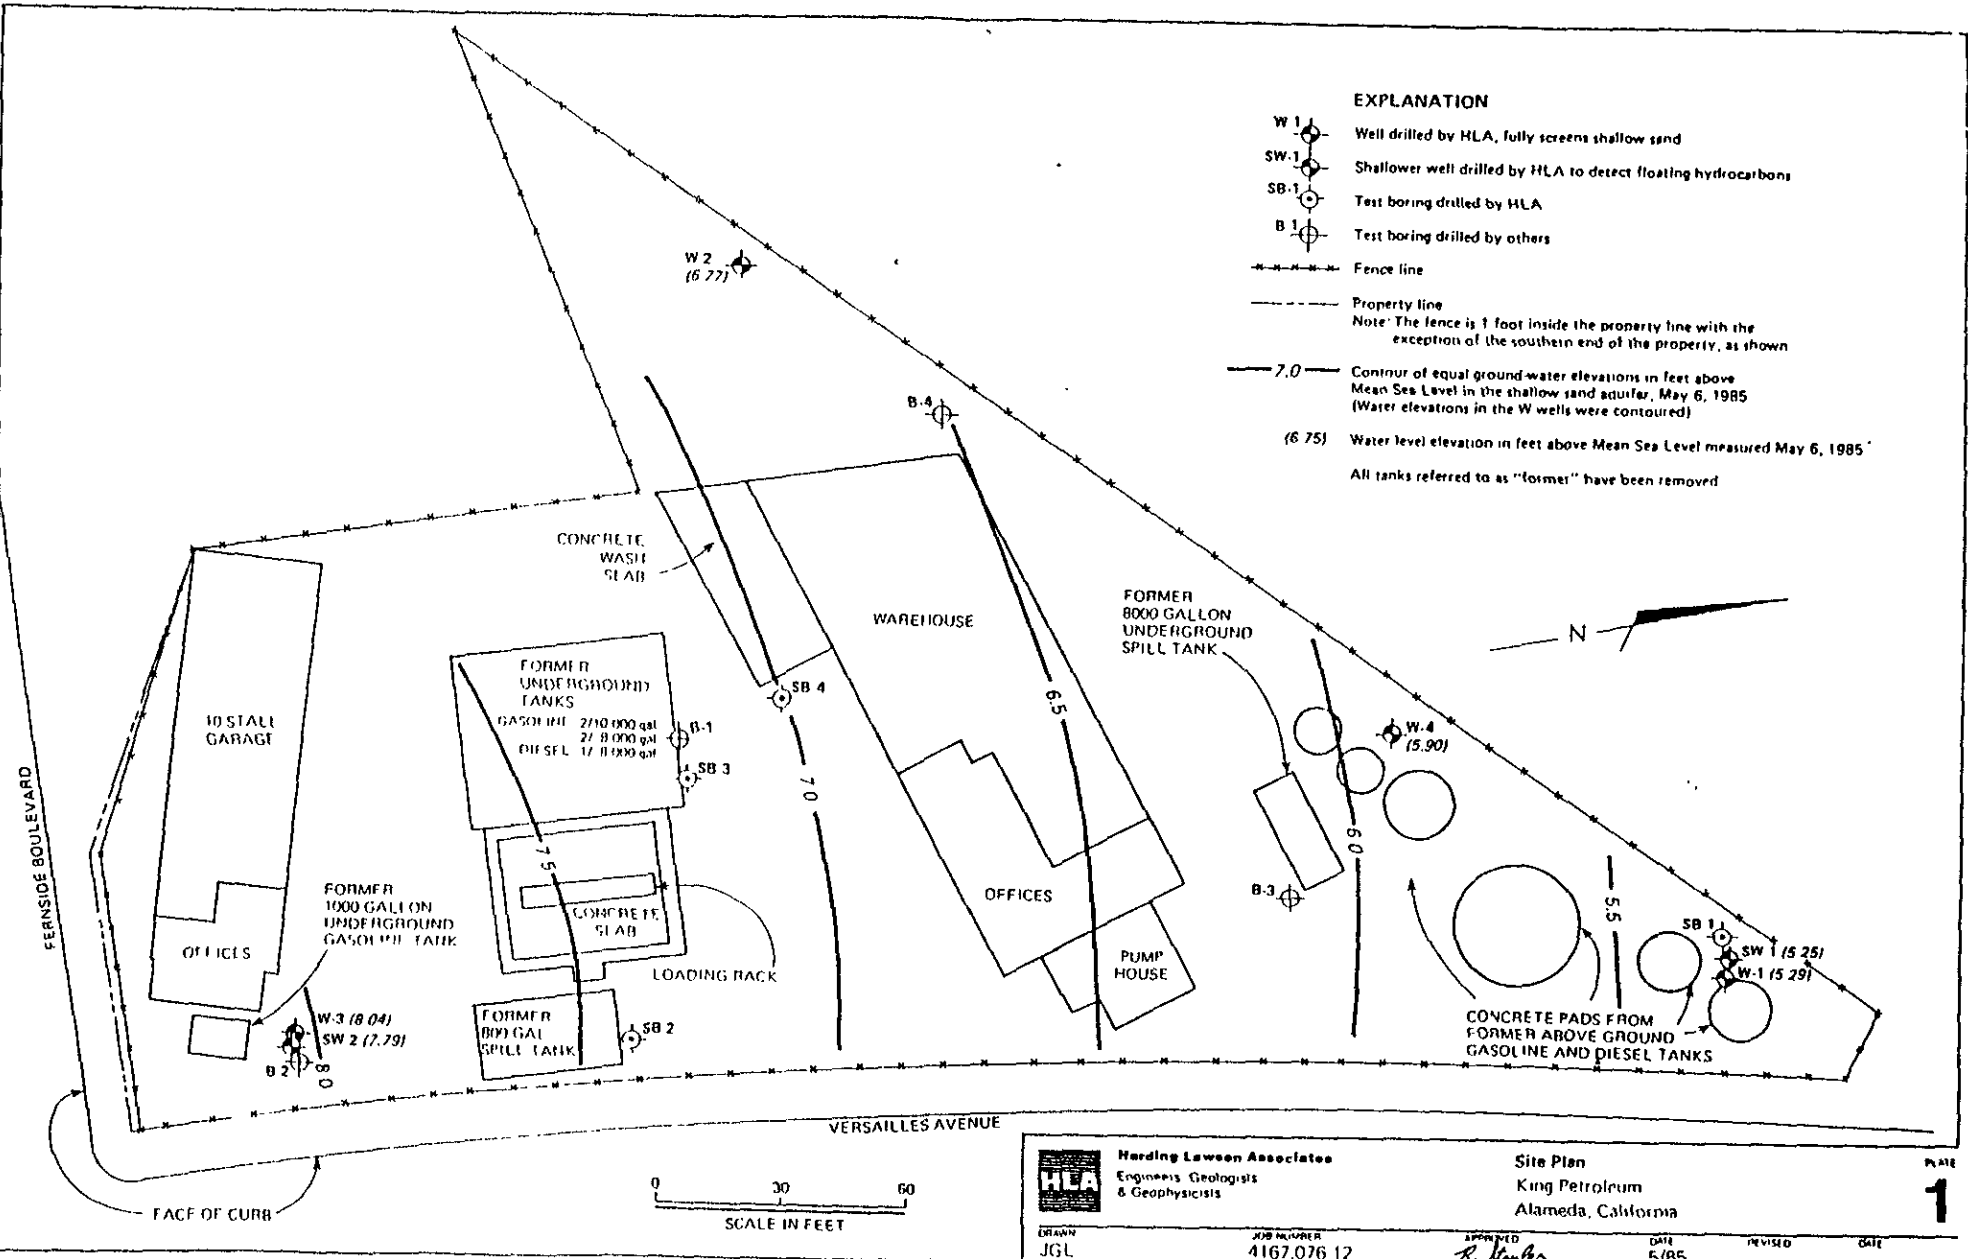 EXPLANATION
W 1
Well drilled by HLA, fully screens shallow sand
SW-1
Shallower well drilled by HLA to detect floating hydrocarbons
SB-1
Test boring drilled by HLA
B 1
Test boring drilled by others
Fence line
Property line
Note: The fence is 1 foot inside the property line with the
exception of the southern end of the property, as shown
7.0
Contour of equal ground-water elevations in feet above
Mean Sea Level in the shallow sand aquifer, May 6, 1985
(Water elevations in the W wells were contoured)
(6 75)
Water level elevation in feet above Mean Sea Level measured May 6, 1985
All tanks referred to as "former" have been removed
W 2
(6 77)
B-4
CONCRETE
WASH
SLAB
WAREHOUSE
FORMER
8000 GALLON
UNDERGROUND
SPILL TANK
N
FORMER
UNDERGROUND
TANKS
GASOLINE 2/10 000 gal
2/ 8,000 gal
DIESEL 1/ 8 000 gal
B-1
SB 3
SB 4
10 STALL
GARAGE
6.5
7 0
W-4
(5.90)
6 0
FERNSIDE BOULEVARD
FORMER
1000 GALLON
UNDERGROUND
GASOLINE TANK
7 5
CONCRETE
SLAB
OFFICES
LOADING RACK
OFFICES
B-3
5.5
PUMP
HOUSE
SB 1
SW 1 (5 25)
W-1 (5 29)
W-3 (8 04)
SW 2 (7.79)
B 2
8 0
FORMER
800 GAL
SPILL TANK
SB 2
CONCRETE PADS FROM
FORMER ABOVE GROUND
GASOLINE AND DIESEL TANKS
VERSAILLES AVENUE
FACE OF CURB
0 30 60
SCALE IN FEET
HLA
Harding Lawson Associates
Engineers Geologists
& Geophysicists
Site Plan
King Petroleum
Alameda, California
PLATE
1
DRAWN
JGL
JOB NUMBER
4167,076 12
APPROVED
DATE
5/85
REVISED
DATE